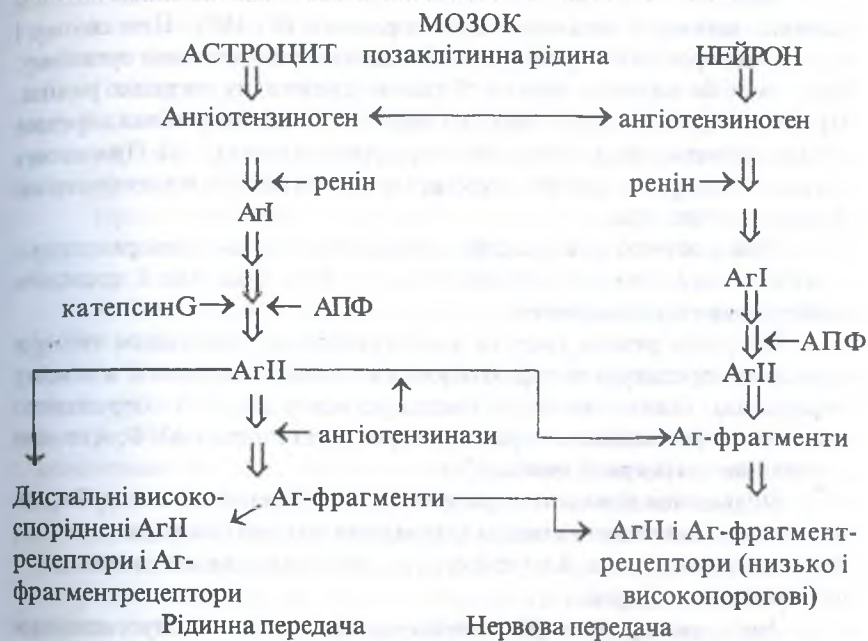 МОЗОК
АСТРОЦИТ позаклітинна рідина НЕЙРОН
Ангіотензиноген ангіотензиноген
ренін ренін
АгІ
АгІ
катепсинG АПФ
АПФ
АгІІ АгІІ
ангіотензинази Аг-фрагменти
Дистальні високо-
споріднені АгІІ
рецептори і Аг-
фрагментрецептори
Аг-фрагменти
АгІІ і Аг-фрагмент-
рецептори (низько і
високопорогові)
Рідинна передача Нервова передача